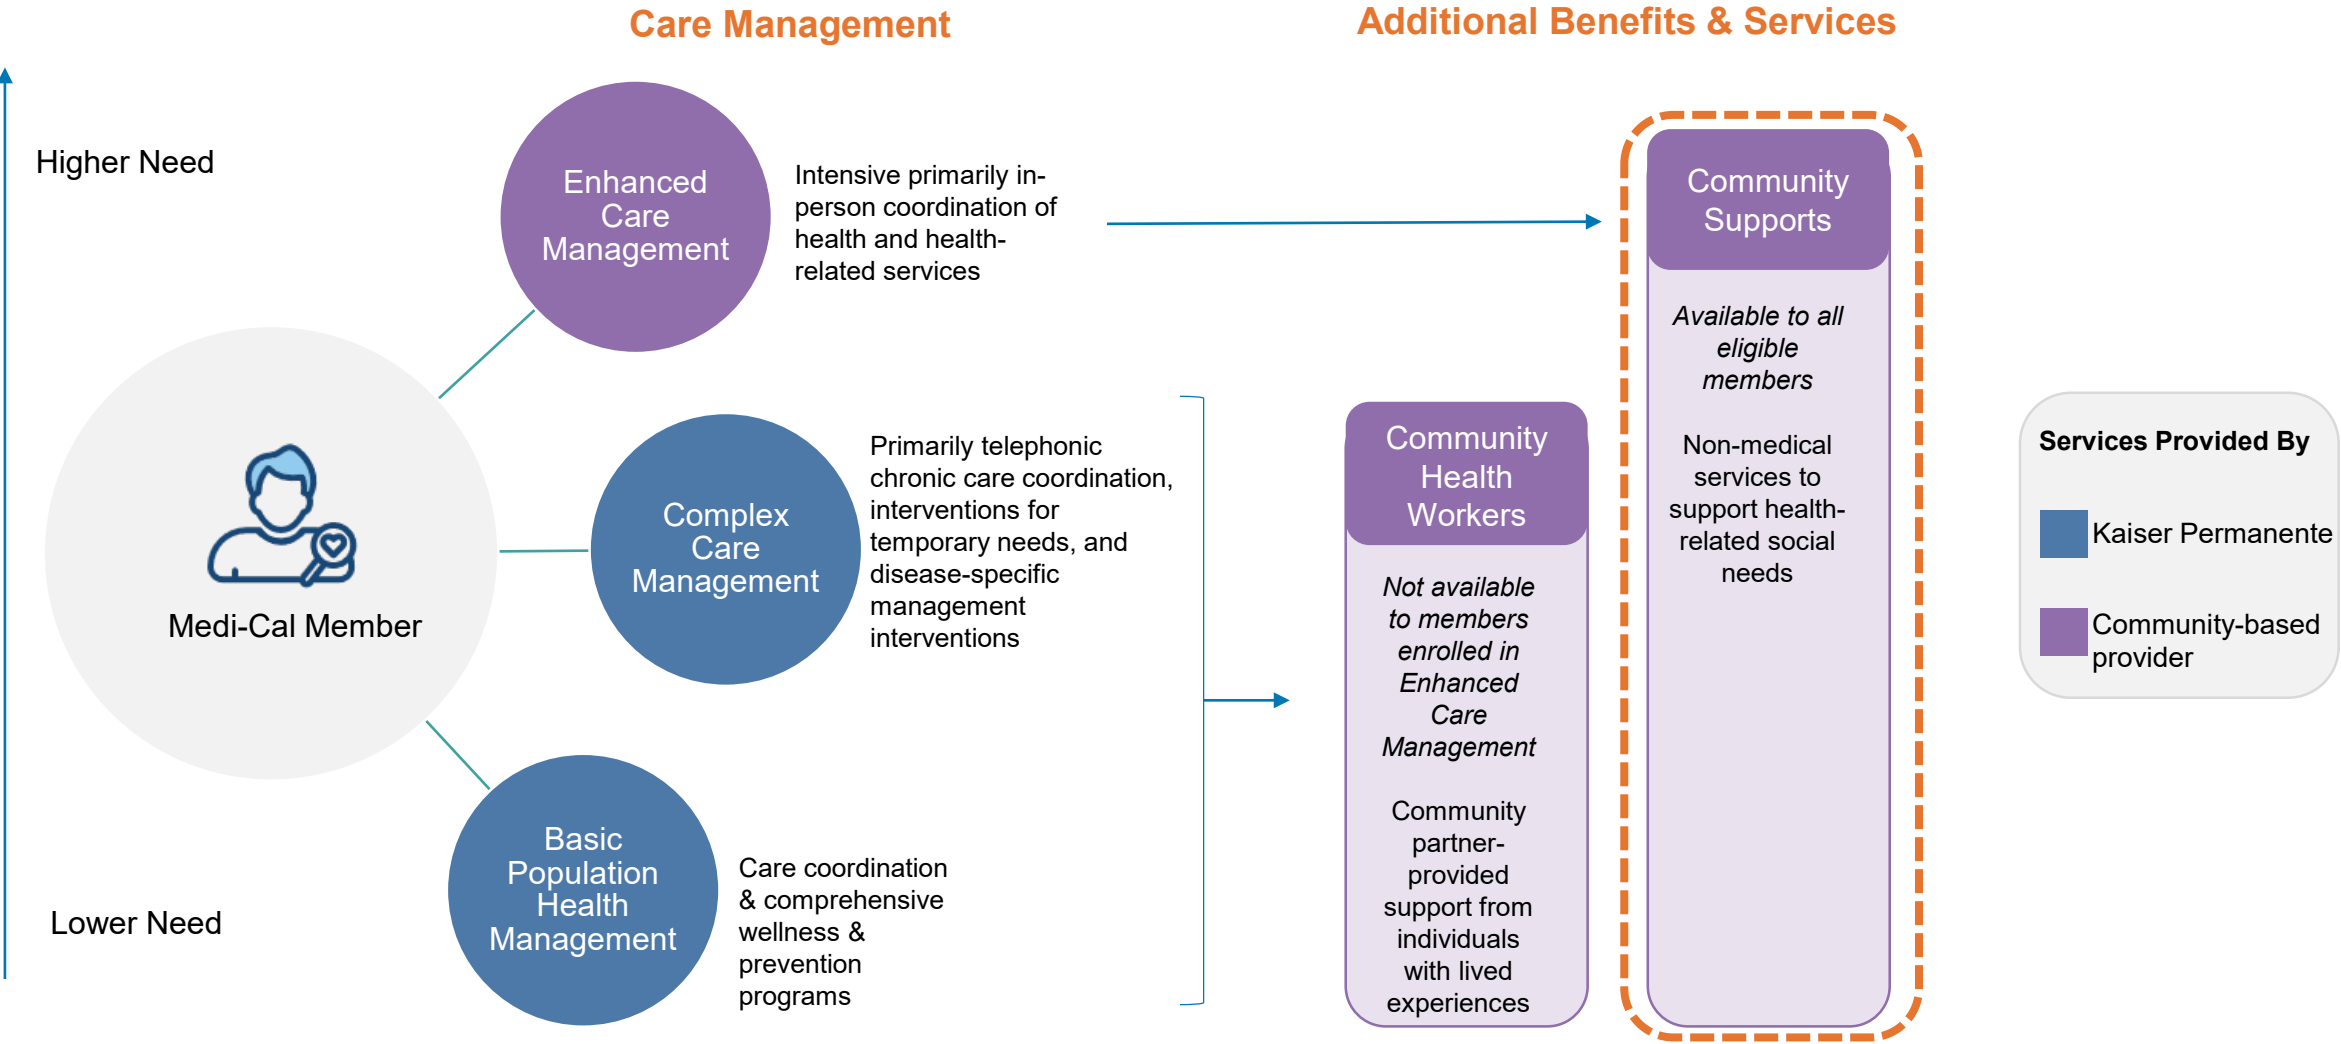 Care Management
Additional Benefits & Services
Higher Need
Enhanced
Care
Management
Intensive primarily in-
person coordination of
health and health-
related services
Community
Supports
Available to all
eligible
members
Non-medical
services to
support health-
related social
needs
Medi-Cal Member
Complex
Care
Management
Primarily telephonic
chronic care coordination,
interventions for
temporary needs, and
disease-specific
management
interventions
Community
Health
Workers
Not available
to members
enrolled in
Enhanced
Care
Management
Community
partner-
provided
support from
individuals
with lived
experiences
Services Provided By
Kaiser Permanente
Community-based
provider
Lower Need
Basic
Population
Health
Management
Care coordination
& comprehensive
wellness &
prevention
programs